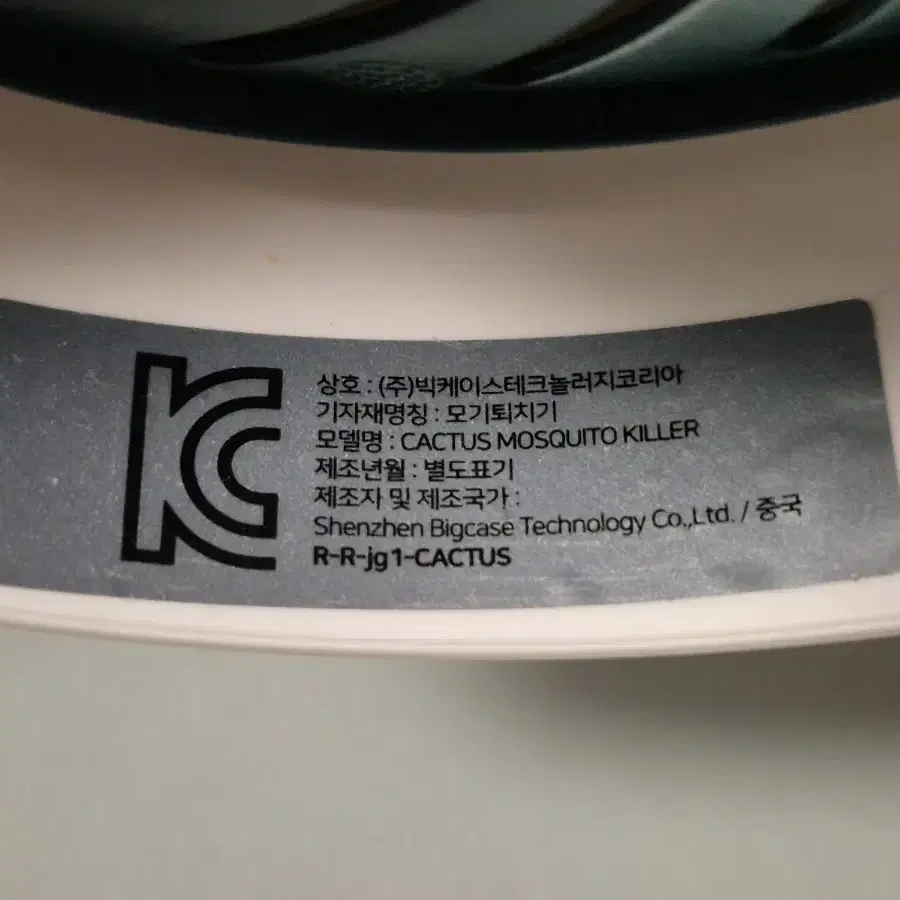 KC
상호 : (주)빅케이스테크놀러지코리아
기자재명칭 : 모기퇴치기
모델명 : CACTUS MOSQUITO KILLER
제조년월 : 별도표기
제조자 및 제조국가 :
Shenzhen Bigcase Technology Co.,Ltd. / 중국
R-R-jg1-CACTUS